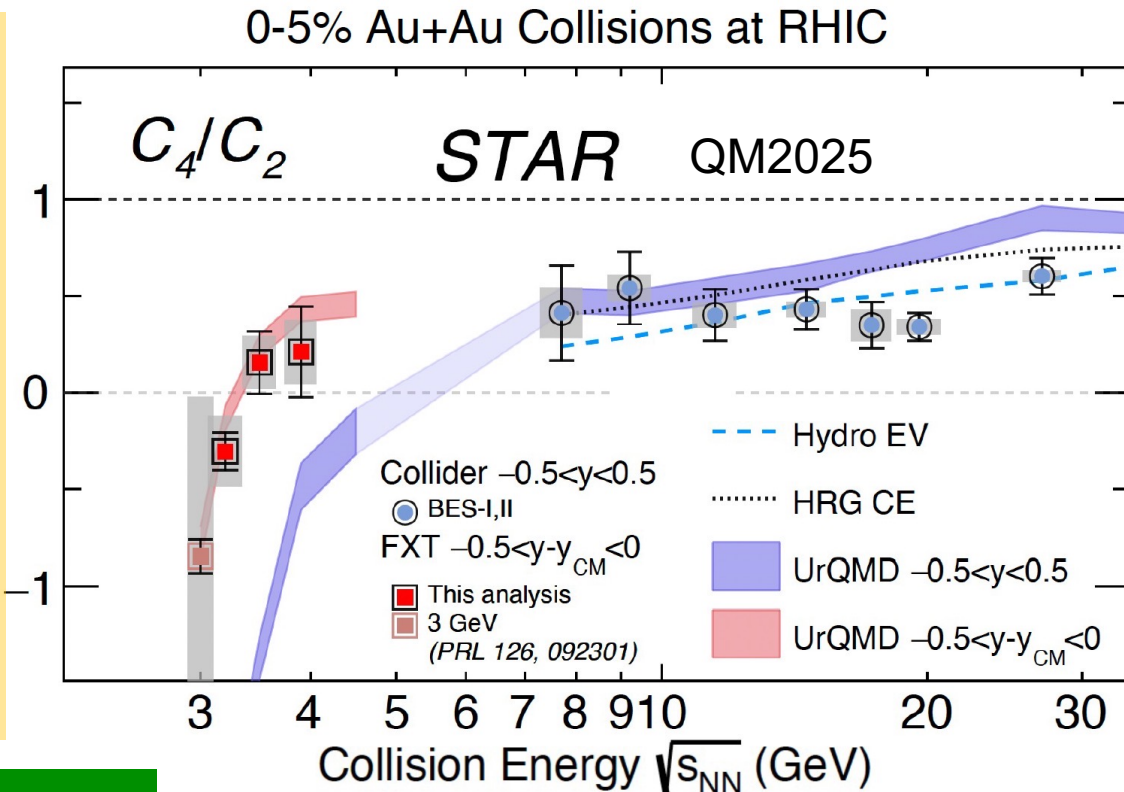 0-5% Au+Au Collisions at RHIC
C4/C2 STAR QM2025
1
0
−1
Collider −0.5<y<0.5
BES-I,II
FXT −0.5<y-yCM<0
This analysis
3 GeV
(PRL 126, 092301)
Hydro EV
HRG CE
UrQMD −0.5<y<0.5
UrQMD −0.5<y-yCM<0
3 4 5 6 7 8 910 20 30
Collision Energy √sNN (GeV)